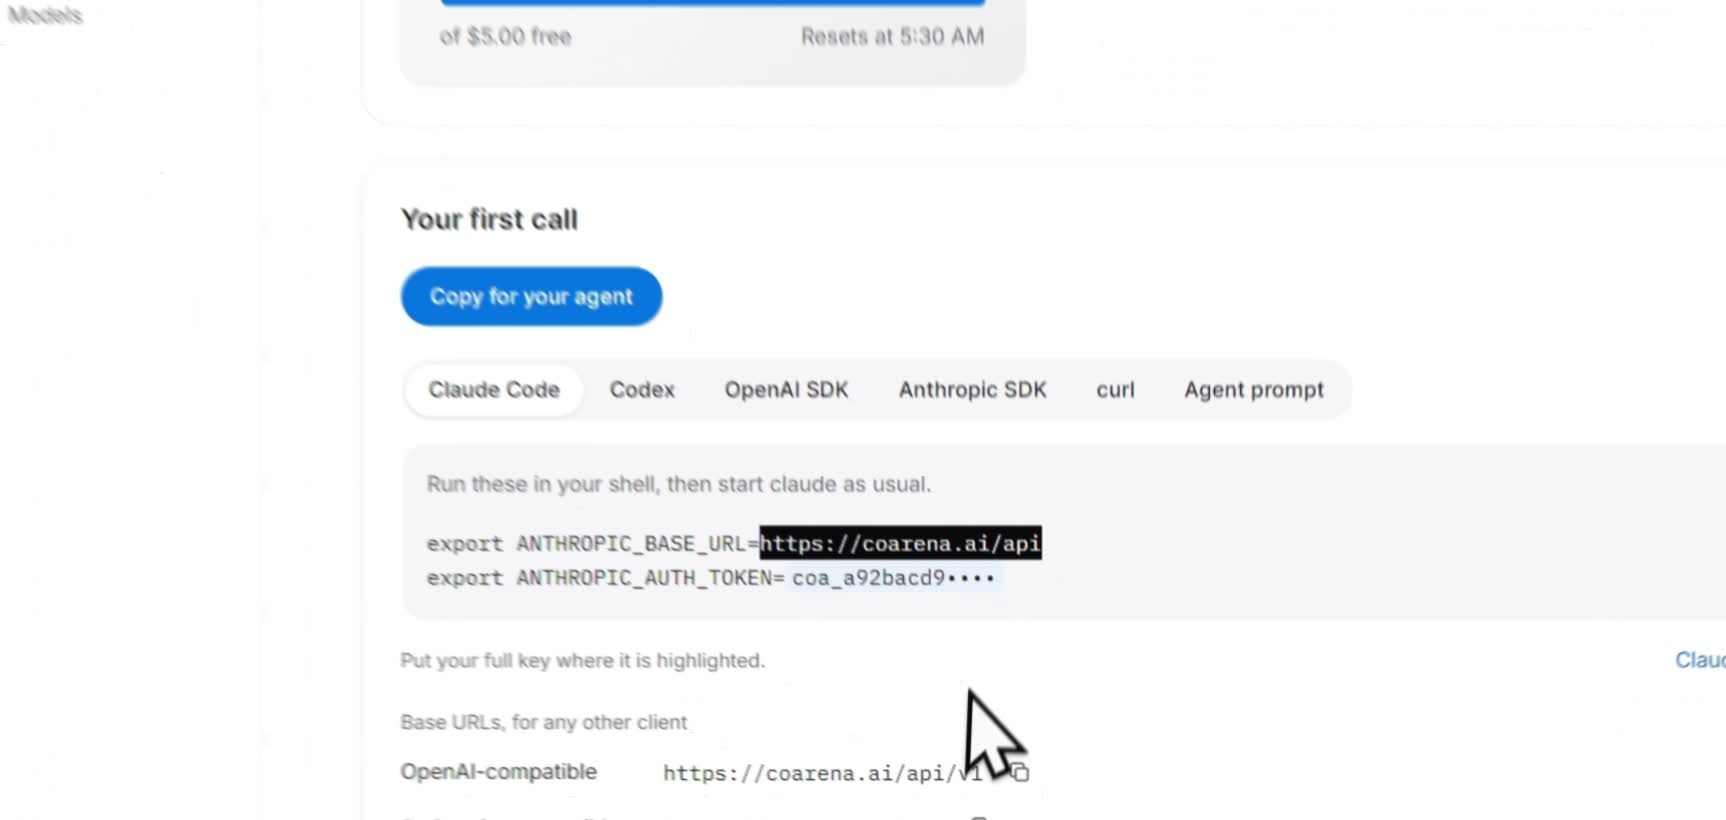 Models
of $5.00 free
Resets at 5:30 AM
Your first call
Copy for your agent
Claude Code
Codex
OpenAI SDK
Anthropic SDK
curl
Agent prompt
Run these in your shell, then start claude as usual.
export ANTHROPIC_BASE_URL=https://coarena.ai/api
export ANTHROPIC_AUTH_TOKEN= coa_a92bacd9••••
Put your full key where it is highlighted.
Base URLs, for any other client
OpenAI-compatible
https://coarena.ai/api/v1